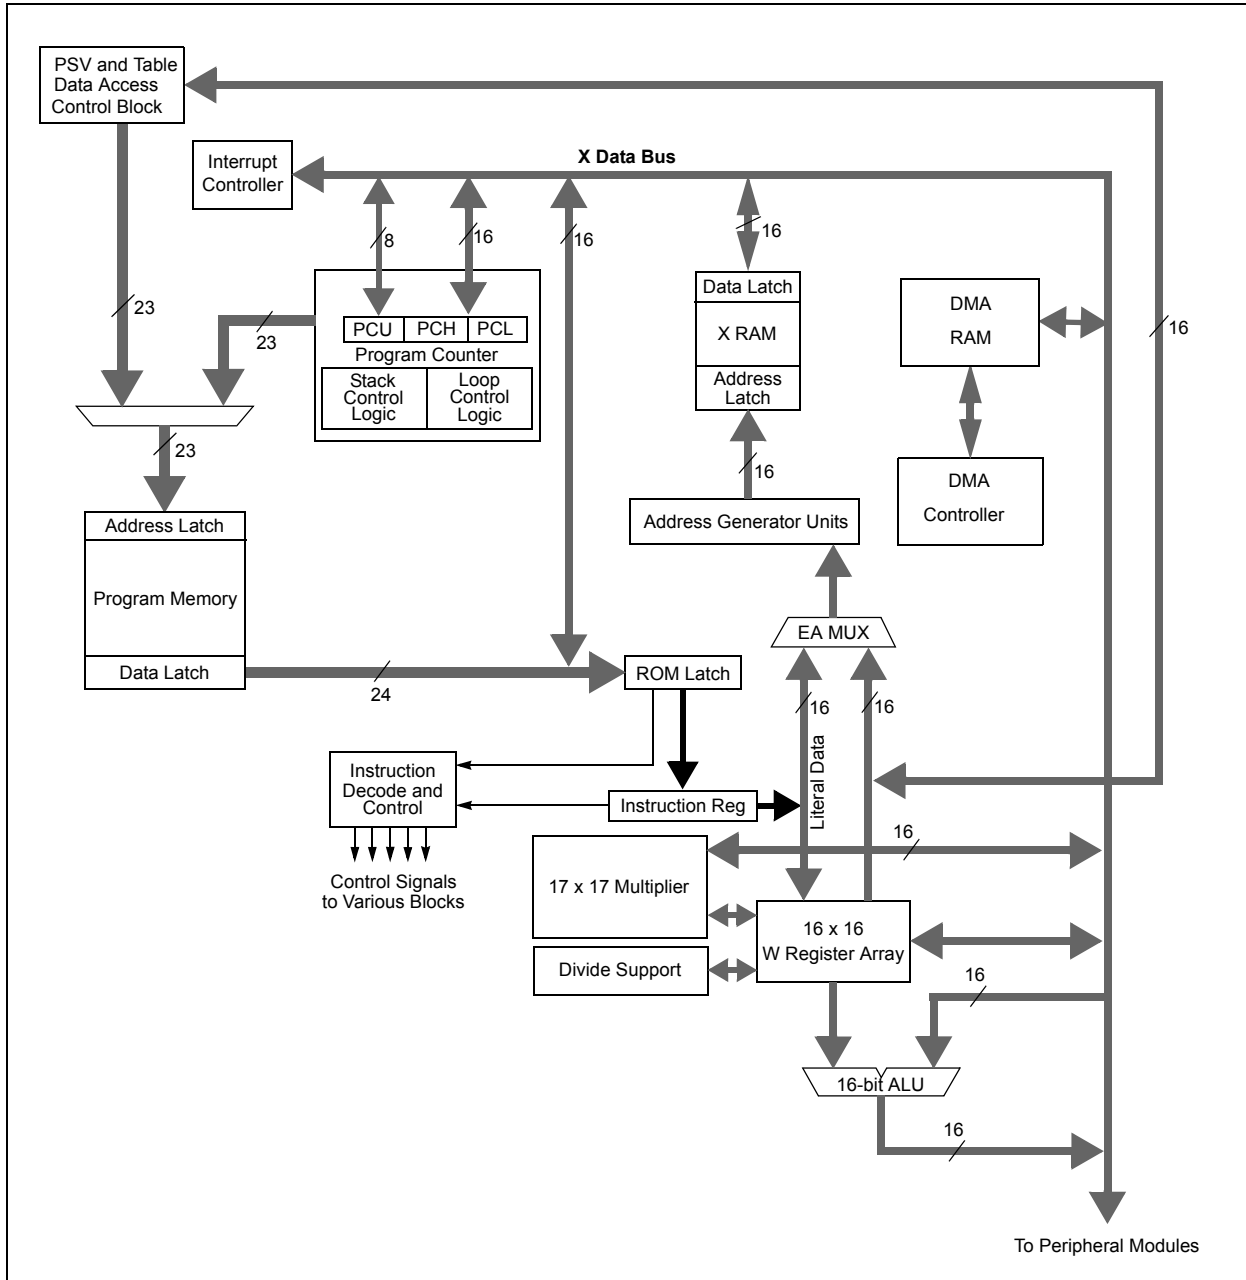 PSV and Table
Data Access
Control Block
Interrupt
Controller
X Data Bus
8
16
16
16
16
23
23
PCU PCH PCL
Program Counter
Stack
Control
Logic
Loop
Control
Logic
Data Latch
X RAM
Address
Latch
DMA
RAM
23
16
DMA
Controller
Address Latch
Program Memory
Data Latch
Address Generator Units
EA MUX
24
ROM Latch
16
16
Literal Data
Instruction
Decode and
Control
Instruction Reg
Control Signals
to Various Blocks
16
17 x 17 Multiplier
16 x 16
W Register Array
Divide Support
16
16-bit ALU
16
To Peripheral Modules